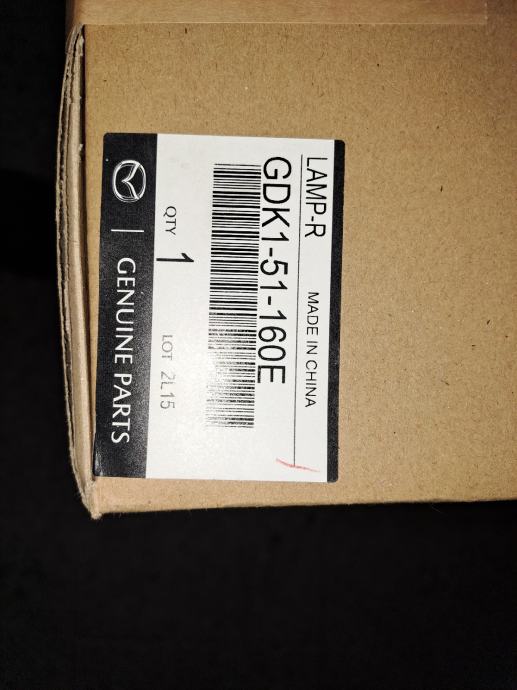 LAMP-R MADE IN CHINA
GDK1-51-160E
QTY 1 LOT 2L15
GENUINE PARTS